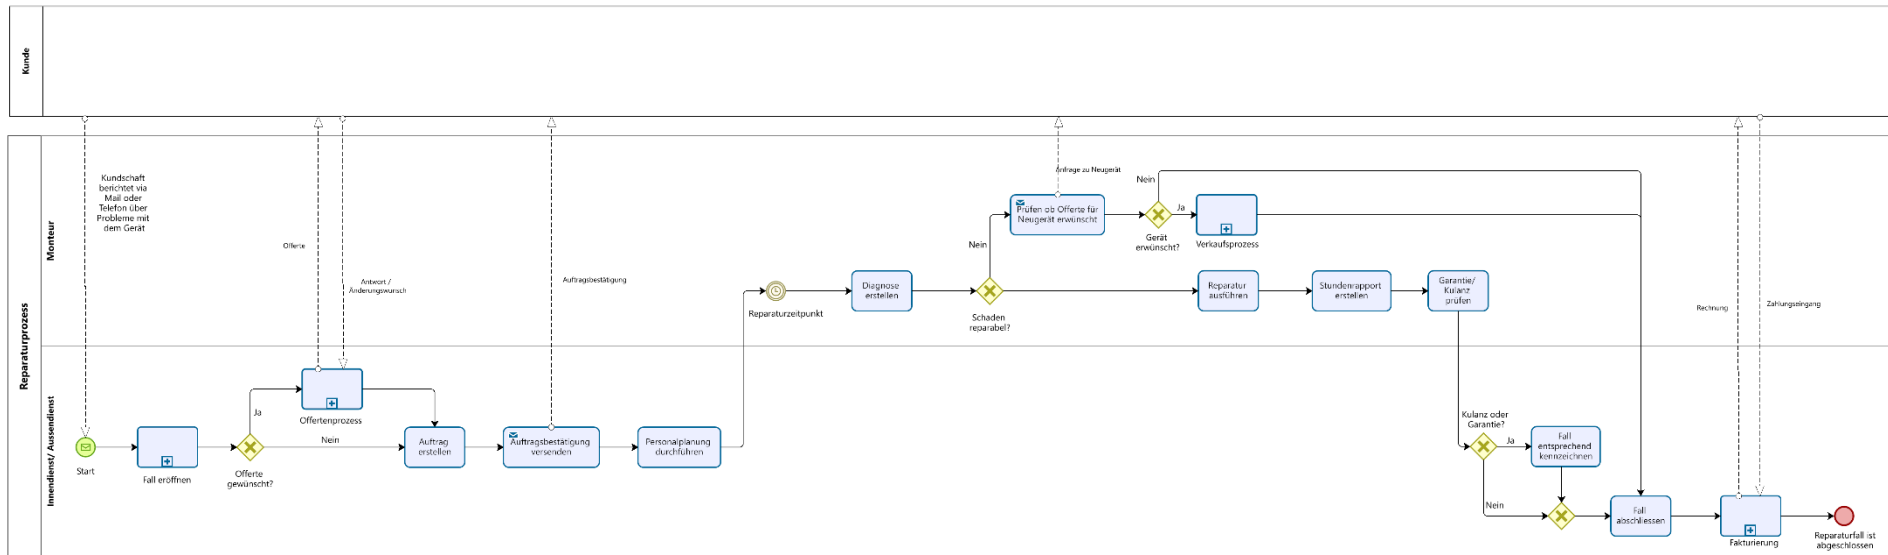 Kunde
Reparaturprozess
Monteur
Innendienst/ Aussendienst
Kundschaft
berichtet via
Mail oder
Telefon über
Probleme mit
dem Gerät
Offerte
Antwort /
Änderungswunsch
Auftragsbestätigung
Anfrage zu Neugerät
Rechnung
Zahlungseingang
Start
Fall eröffnen
Offerte
gewünscht?
Ja
Nein
Offertenprozess
Auftrag
erstellen
Auftragsbestätigung
versenden
Personalplanung
durchführen
Reparaturzeitpunkt
Diagnose
erstellen
Schaden
reparabel?
Nein
Prüfen ob Offerte für
Neugerät erwünscht
Gerät
erwünscht?
Nein
Ja
Verkaufsprozess
Reparatur
ausführen
Stundenrapport
erstellen
Garantie/
Kulanz
prüfen
Kulanz oder
Garantie?
Ja
Nein
Fall
entsprechend
kennzeichnen
Fall
abschliessen
Fakturierung
Reparaturfall ist
abgeschlossen